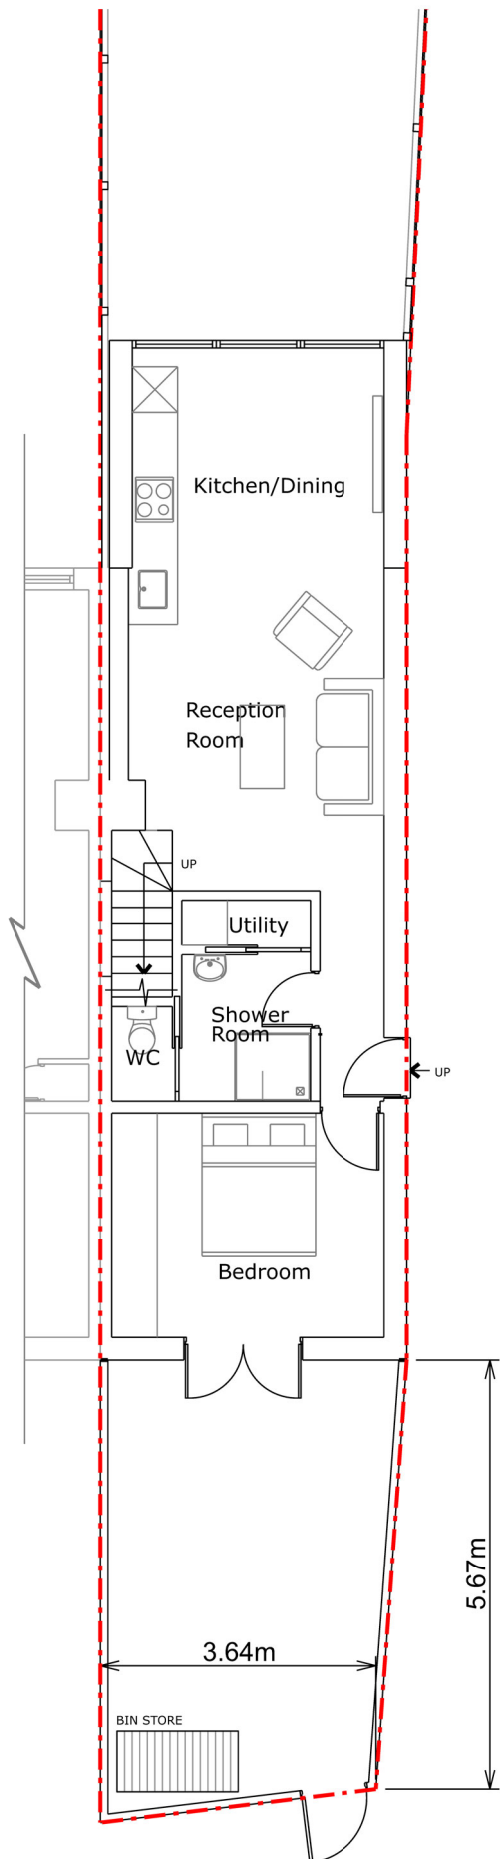 Kitchen/Dining
Reception
Room
UP
Utility
Shower
Room
WC
UP
Bedroom
5.67m
3.64m
BIN STORE